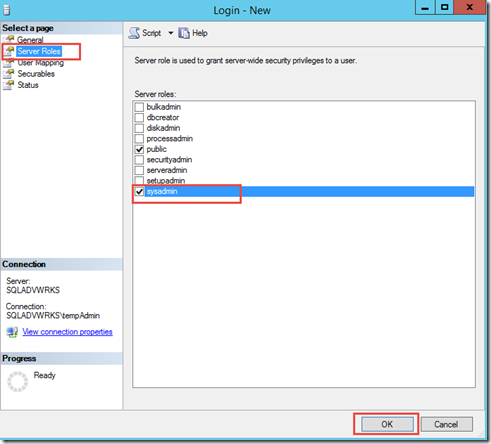 Login - New
Select a page
General
Server Roles
User Mapping
Securables
Status
Script
Help
Server role is used to grant server-wide security privileges to a user.
Server roles:
bulkadmin
dbcreator
diskadmin
processadmin
public
securityadmin
serveradmin
setupadmin
sysadmin
Connection
Server:
SQLADVWRKS
Connection:
SQLADVWRKS\tempAdmin
View connection properties
Progress
Ready
OK
Cancel